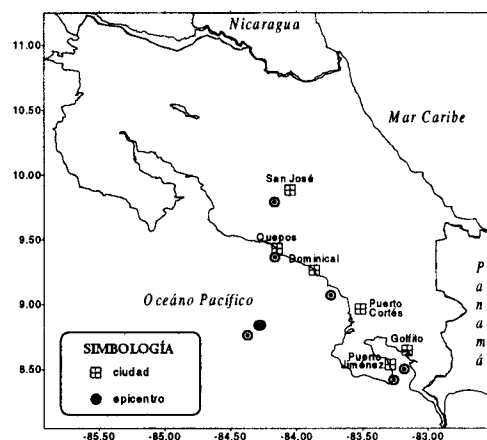 Nicaragua
11.00
Mar Caribe
10.00
San José
9.50
Quepos
Dominical
Panamá
9.00
Océano Pacífico
Puerto
Cortés
Golfito
SIMBOLOGÍA
ciudad
epicentro
Puerto
Jiménez
8.50
-85.50 -85.00 -84.50 -84.00 -83.50 -83.00